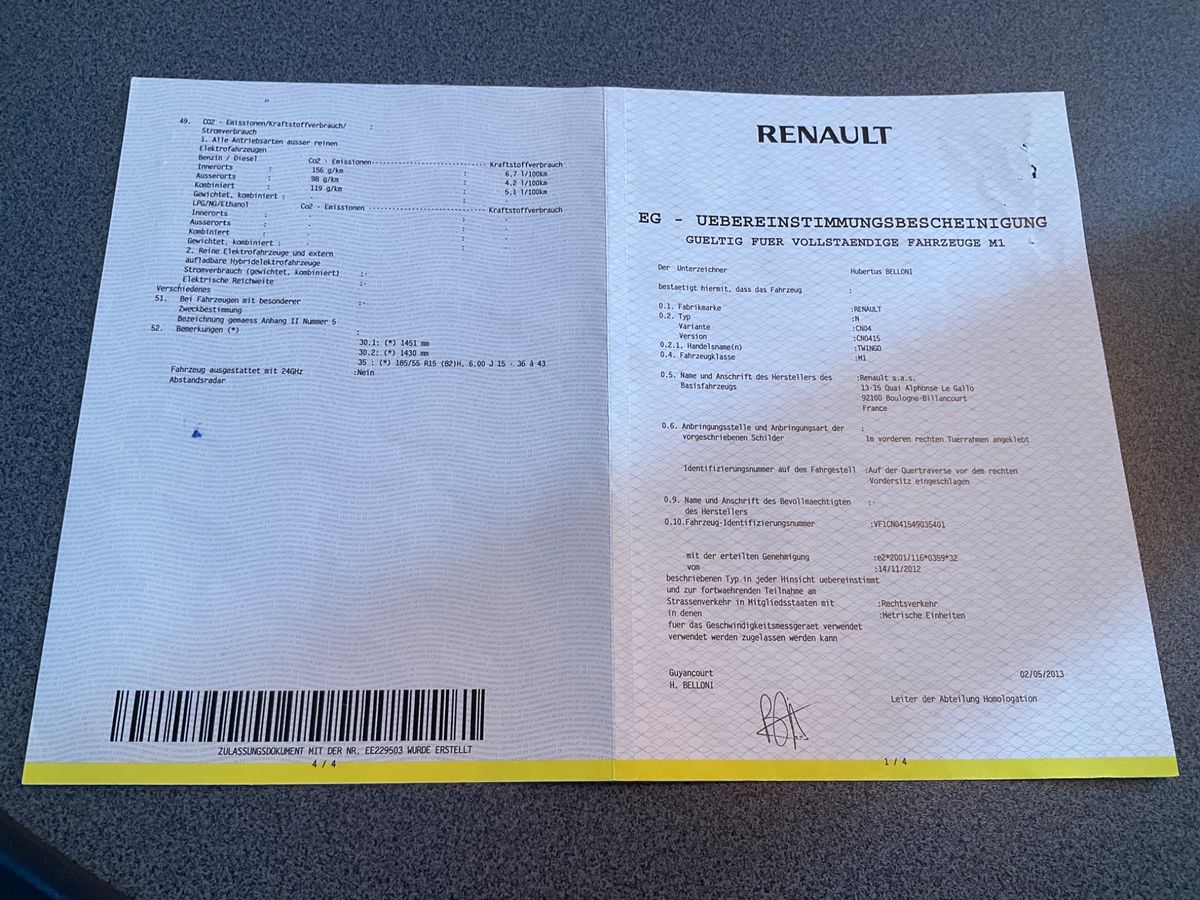 49. CO2 - Emissionen/Kraftstoffverbrauch/ :
Stromverbrauch
1. Alle Antriebsarten ausser reinen
Elektrofahrzeugen
Benzin / Diesel Co2 - Emissionen------------------------------ Kraftstoffverbrauch
Innerorts : 156 g/km : 6,7 l/100km
Ausserorts : 98 g/km : 4,2 l/100km
Kombiniert : 119 g/km : 5,1 l/100km
Gewichtet, kombiniert : - : -
LPG/NG/Ethanol Co2 - Emissionen------------------------------ Kraftstoffverbrauch
Innerorts : - : -
Ausserorts : - : -
Kombiniert : - : -
Gewichtet, kombiniert : - : -
2. Reine Elektrofahrzeuge und extern
aufladbare Hybridelektrofahrzeuge
Stromverbrauch (gewichtet, kombiniert) :-
Elektrische Reichweite :-
Verschiedenes
51. Bei Fahrzeugen mit besonderer :-
Zweckbestimmung
Bezeichnung gemaess Anhang II Nummer 5
52. Bemerkungen (*) :
30.1: (*) 1451 mm
30.2: (*) 1430 mm
35 : (*) 185/55 R15 (82)H, 6.00 J 15 - 36 à 43
Fahrzeug ausgestattet mit 24GHz :Nein
Abstandsradar
ZULASSUNGSDOKUMENT MIT DER NR. EE229503 WURDE ERSTELLT
4 / 4
RENAULT
EG - UEBEREINSTIMMUNGSBESCHEINIGUNG
GUELTIG FUER VOLLSTAENDIGE FAHRZEUGE M1
Der Unterzeichner Hubertus BELLONI
bestaetigt hiermit, dass das Fahrzeug :
0.1. Fabrikmarke :RENAULT
0.2. Typ :N
Variante :CN04
Version :CN0415
0.2.1. Handelsname(n) :TWINGO
0.4. Fahrzeugklasse :M1
0.5. Name und Anschrift des Herstellers des :Renault s.a.s.
Basisfahrzeugs 13-15 Quai Alphonse Le Gallo
92100 Boulogne-Billancourt
France
0.6. Anbringungsstelle und Anbringungsart der :
vorgeschriebenen Schilder Im vorderen rechten Tuerrahmen angeklebt
Identifizierungsnummer auf dem Fahrgestell :Auf der Quertraverse vor dem rechten
Vordersitz eingeschlagen
0.9. Name und Anschrift des Bevollmaechtigten :-
des Herstellers
0.10.Fahrzeug-Identifizierungsnummer :VF1CN041549035401
mit der erteilten Genehmigung :e2*2001/116*0359*32
vom :14/11/2012
beschriebenen Typ in jeder Hinsicht uebereinstimmt
und zur fortwaehrenden Teilnahme am
Strassenverkehr in Mitgliedsstaaten mit :Rechtsverkehr
in denen :Metrische Einheiten
fuer das Geschwindigkeitsmessgeraet verwendet
verwendet werden zugelassen werden kann
Guyancourt 02/05/2013
H. BELLONI
Leiter der Abteilung Homologation
1 / 4